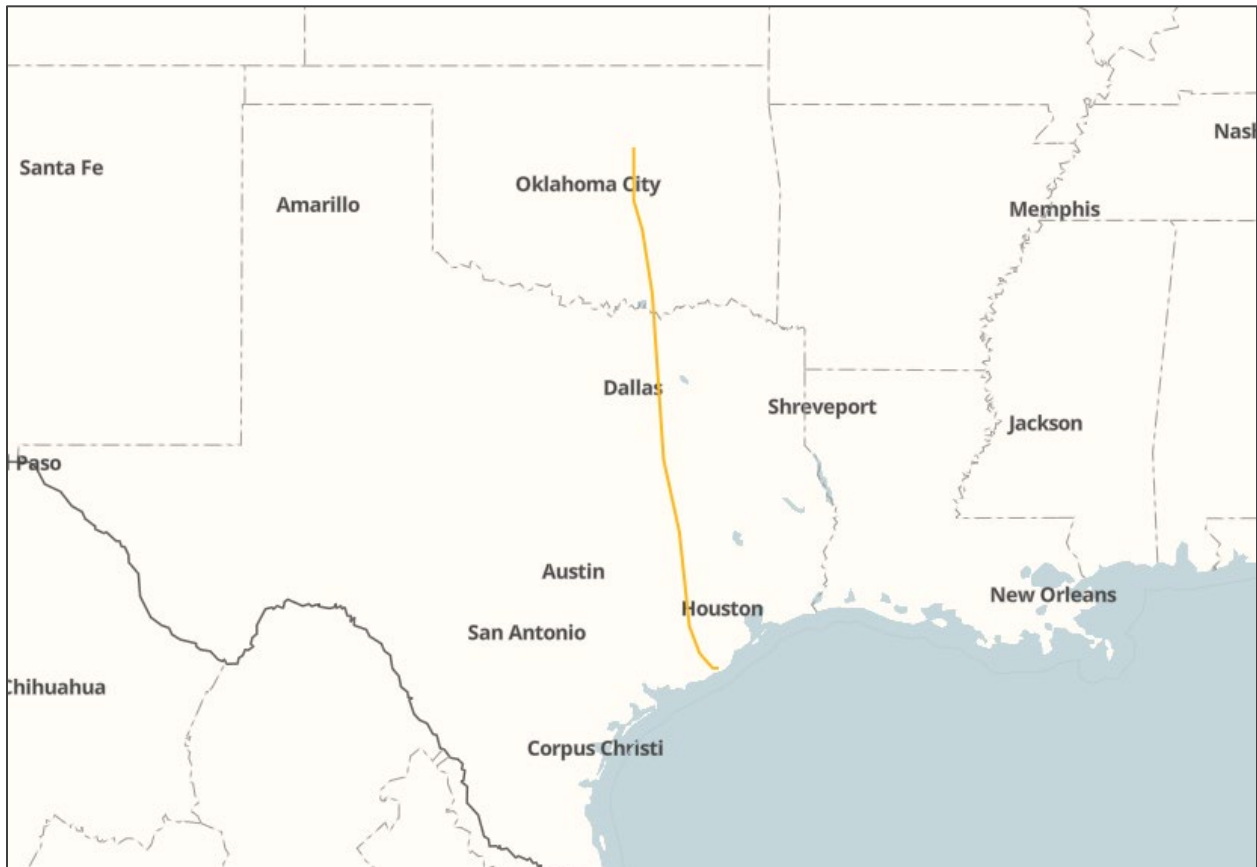 Nas
Santa Fe
Oklahoma City
Amarillo
Memphis
Dallas
Shreveport
Jackson
Paso
Austin
New Orleans
Houston
San Antonio
Chihuahua
Corpus Christi